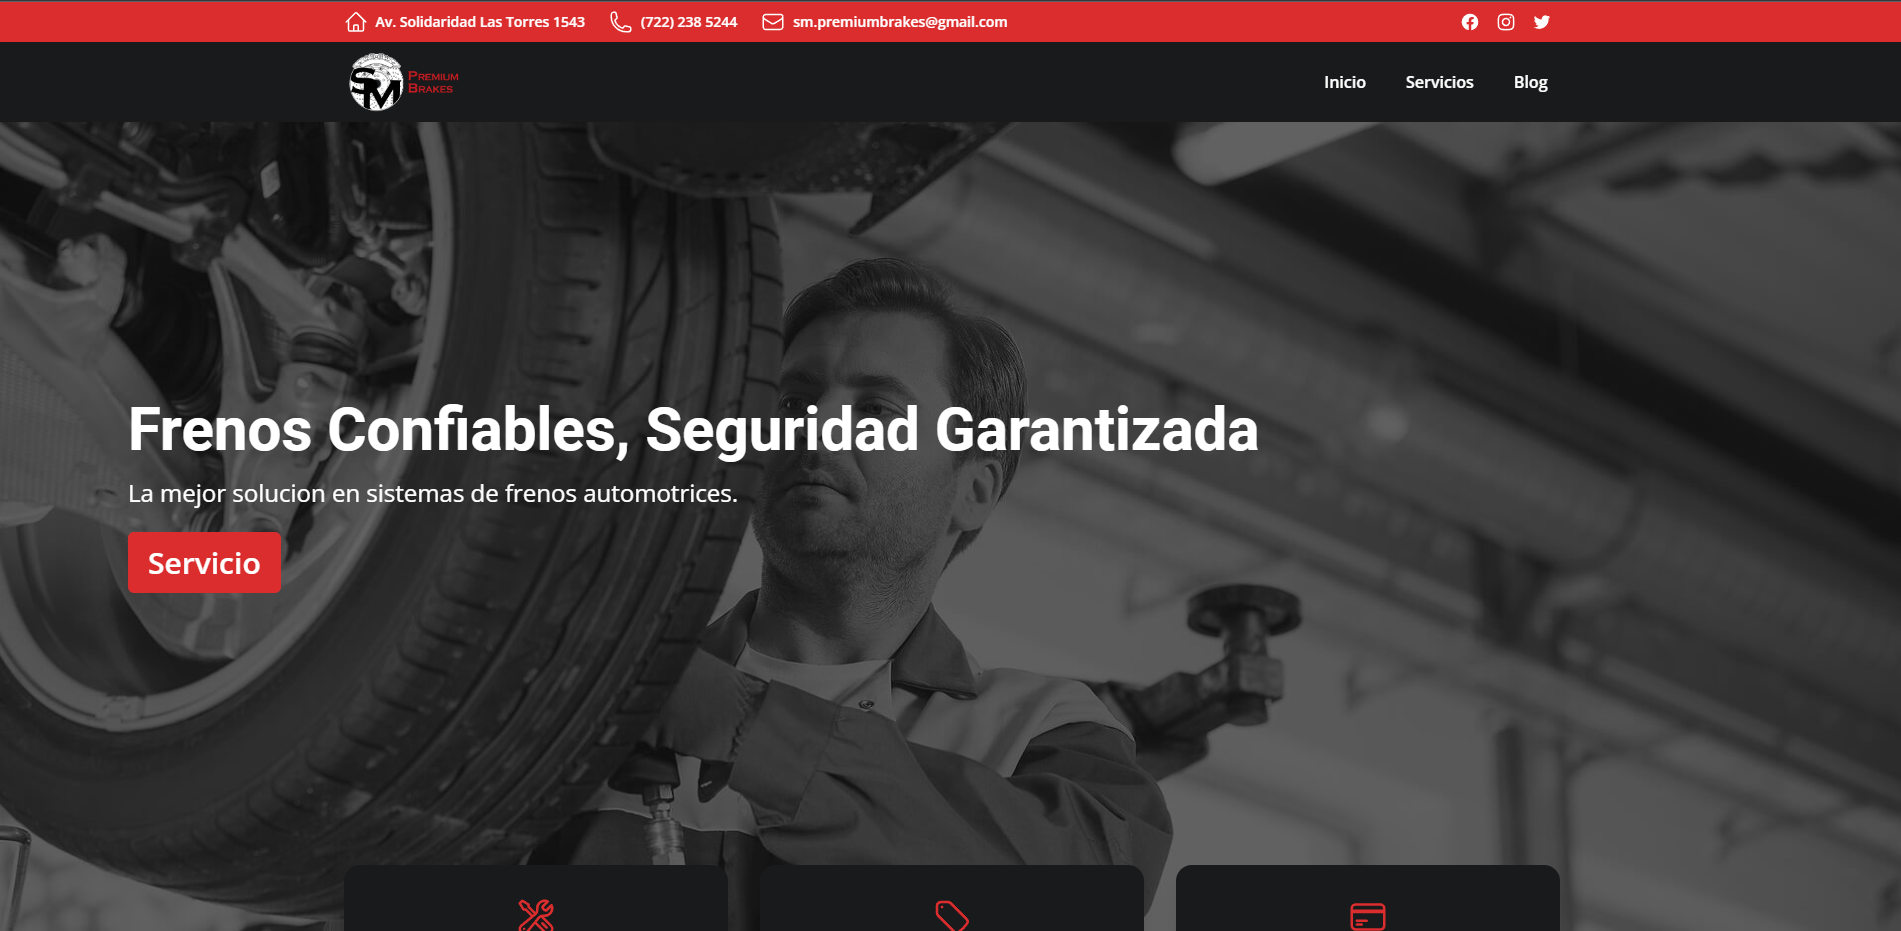 Av. Solidaridad Las Torres 1543 (722) 238 5244 sm.premiumbrakes@gmail.com
SM PREMIUM BRAKES
Inicio Servicios Blog
Frenos Confiables, Seguridad Garantizada
La mejor solucion en sistemas de frenos automotrices.
Servicio